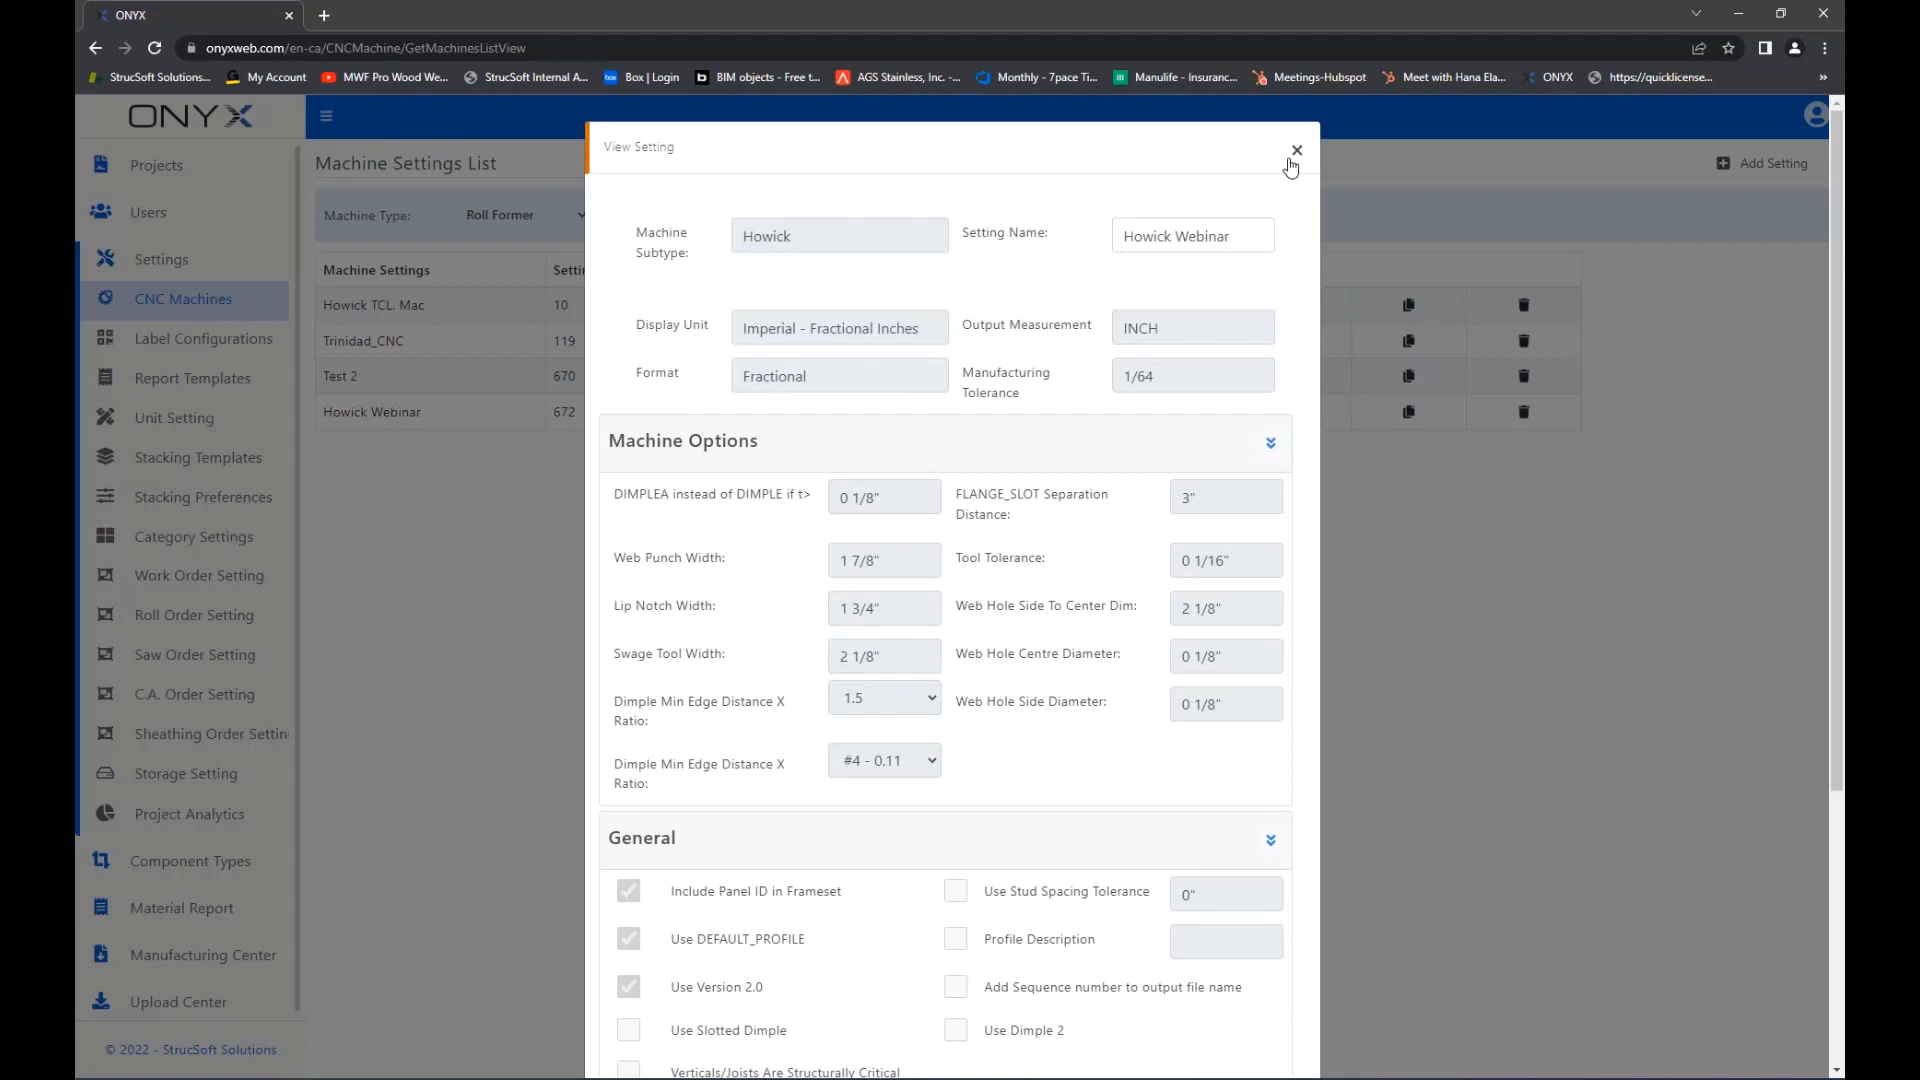 ONYX
onyxweb.com/en-ca/CNCMachine/GetMachinesListView
StrucSoft Solutions...
My Account
MWF Pro Wood We...
StrucSoft Internal A...
Box | Login
BIM objects - Free t...
AGS Stainless, Inc. -...
Monthly - 7pace Ti...
Manulife - Insuranc...
Meetings-Hubspot
Meet with Hana Ela...
ONYX
https://quicklicense...
ONYX
Projects
Users
Settings
CNC Machines
Label Configurations
Report Templates
Unit Setting
Stacking Templates
Stacking Preferences
Category Settings
Work Order Setting
Roll Order Setting
Saw Order Setting
C.A. Order Setting
Sheathing Order Settin
Storage Setting
Project Analytics
Component Types
Material Report
Manufacturing Center
Upload Center
© 2022 - StrucSoft Solutions
Machine Settings List
Add Setting
Machine Type: Roll Former
Machine Settings Settin
Howick TCL. Mac 10
Trinidad_CNC 119
Test 2 670
Howick Webinar 672
View Setting
Machine Subtype: Howick Setting Name: Howick Webinar
Display Unit Imperial - Fractional Inches Output Measurement INCH
Format Fractional Manufacturing Tolerance 1/64
Machine Options
DIMPLEA instead of DIMPLE if t> 0 1/8" FLANGE_SLOT Separation Distance: 3"
Web Punch Width: 1 7/8" Tool Tolerance: 0 1/16"
Lip Notch Width: 1 3/4" Web Hole Side To Center Dim: 2 1/8"
Swage Tool Width: 2 1/8" Web Hole Centre Diameter: 0 1/8"
Dimple Min Edge Distance X Ratio: 1.5 Web Hole Side Diameter: 0 1/8"
Dimple Min Edge Distance X Ratio: #4 - 0.11
General
Include Panel ID in Frameset Use Stud Spacing Tolerance 0"
Use DEFAULT_PROFILE Profile Description
Use Version 2.0 Add Sequence number to output file name
Use Slotted Dimple Use Dimple 2
Verticals/Joists Are Structurally Critical